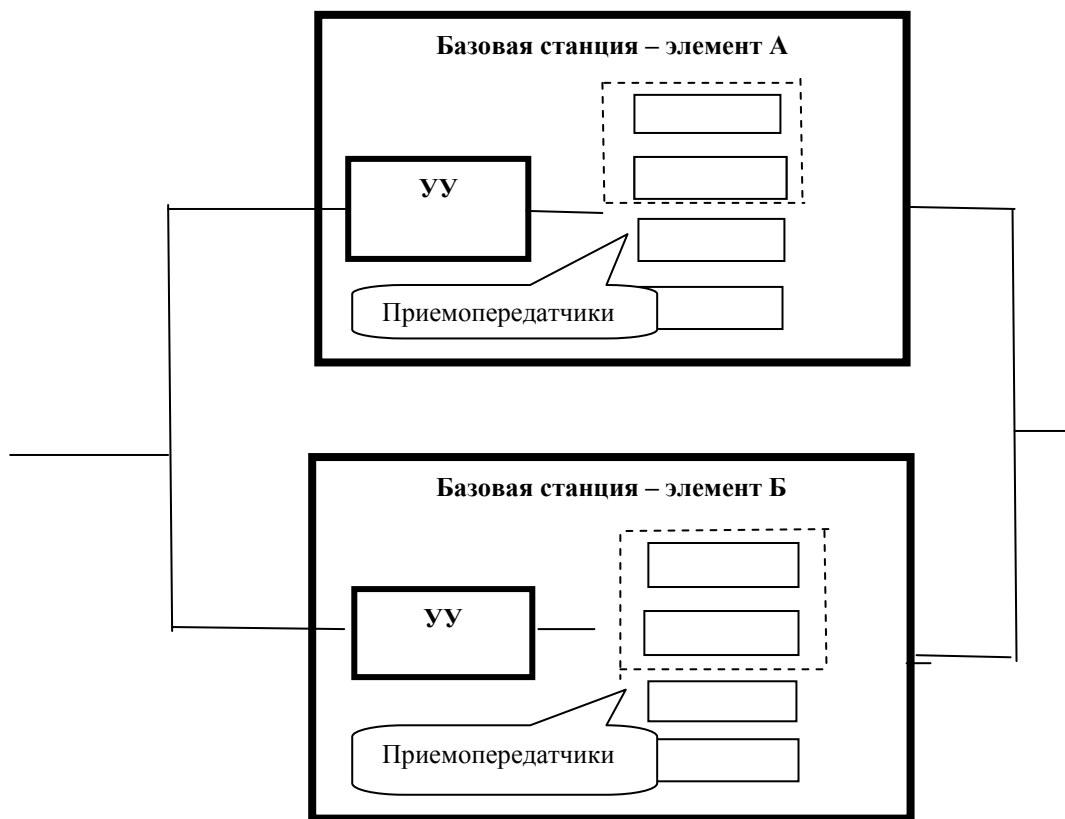 Базовая станция – элемент А
УУ
Приемопередатчики
Базовая станция – элемент Б
УУ
Приемопередатчики